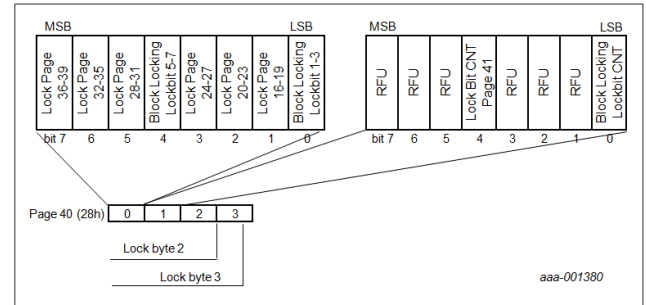 MSB LSB
Lock Page 36-39
Lock Page 32-35
Lock Page 28-31
Block Locking Lockbit 5-7
Lock Page 24-27
Lock Page 20-23
Lock Page 16-19
Block Locking Lockbit 1-3
bit 7 6 5 4 3 2 1 0
MSB LSB
RFU
RFU
RFU
Lock Bit CNT Page 41
RFU
RFU
RFU
Block Locking Lockbit CNT
bit 7 6 5 4 3 2 1 0
Page 40 (28h) 0 1 2 3
Lock byte 2
Lock byte 3
aaa-001380